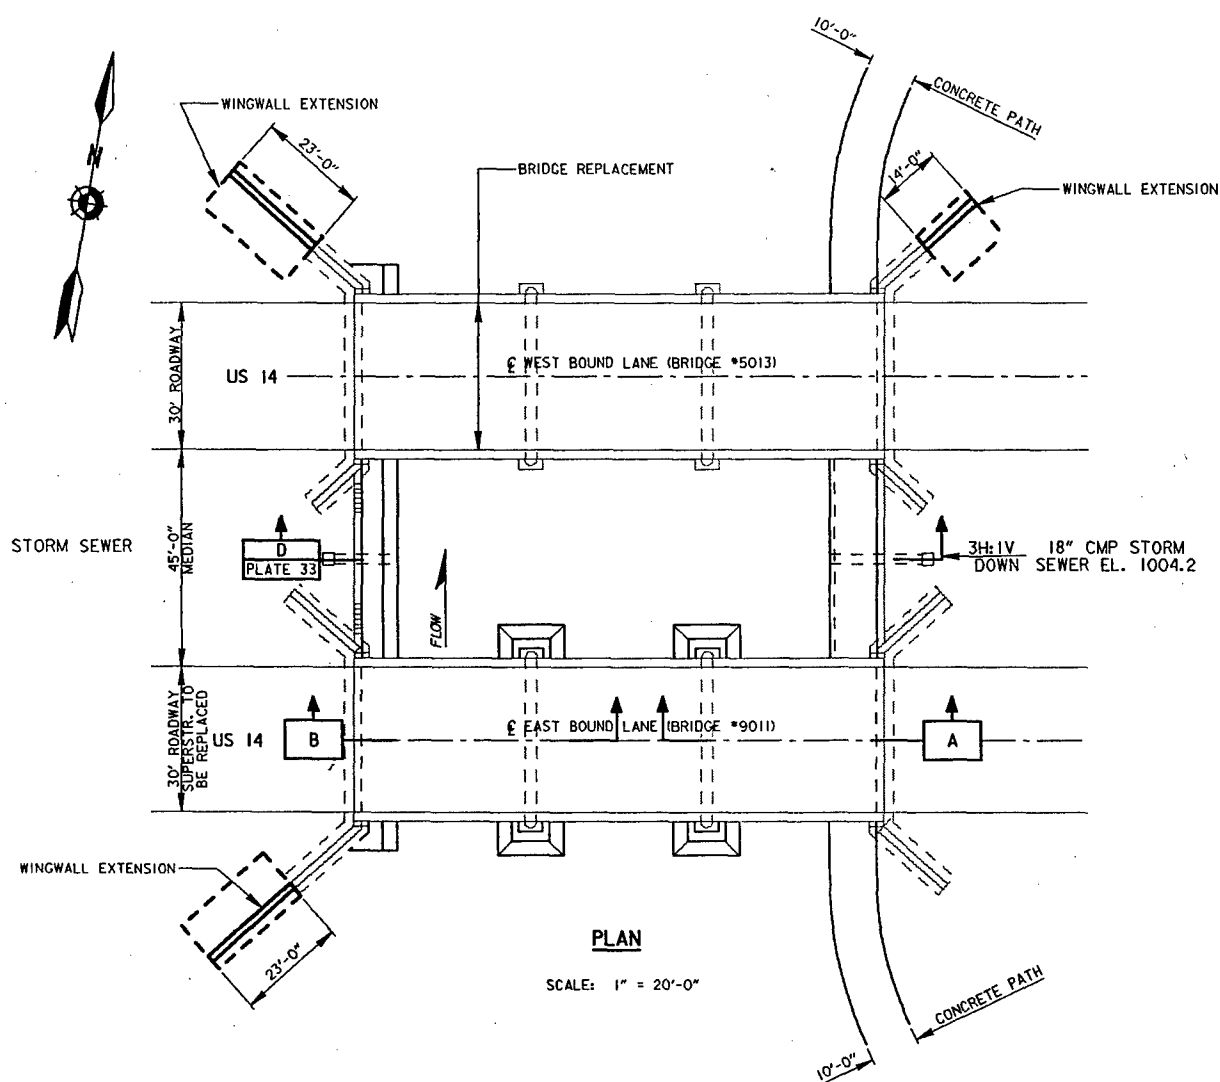 10'-0"
CONCRETE PATH
WINGWALL EXTENSION
23'-0"
N
BRIDGE REPLACEMENT
14'-0"
WINGWALL EXTENSION
30' ROADWAY
US 14
℄ WEST BOUND LANE (BRIDGE #5013)
45'-0"
MEDIAN
STORM SEWER
D
PLATE 33
FLOW
3H:1V
DOWN
18" CMP STORM
SEWER EL. 1004.2
30' ROADWAY
SUPERSTR. TO
BE REPLACED
US 14
B
℄ EAST BOUND LANE (BRIDGE #9011)
A
WINGWALL EXTENSION
23'-0"
PLAN
SCALE: 1" = 20'-0"
CONCRETE PATH
10'-0"